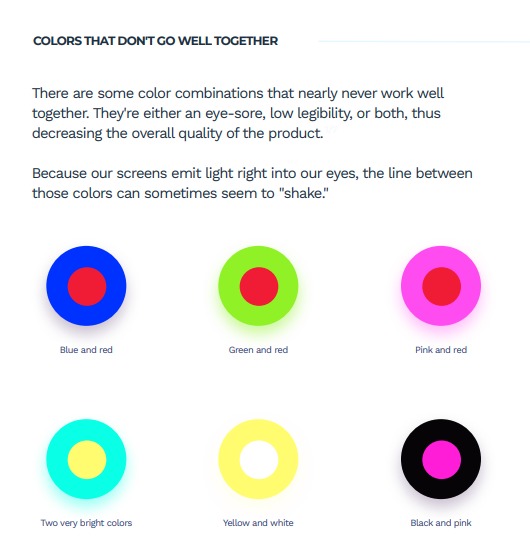 COLORS THAT DON'T GO WELL TOGETHER
There are some color combinations that nearly never work well
together. They're either an eye-sore, low legibility, or both, thus
decreasing the overall quality of the product.
Because our screens emit light right into our eyes, the line between
those colors can sometimes seem to "shake."
Blue and red
Green and red
Pink and red
Two very bright colors
Yellow and white
Black and pink